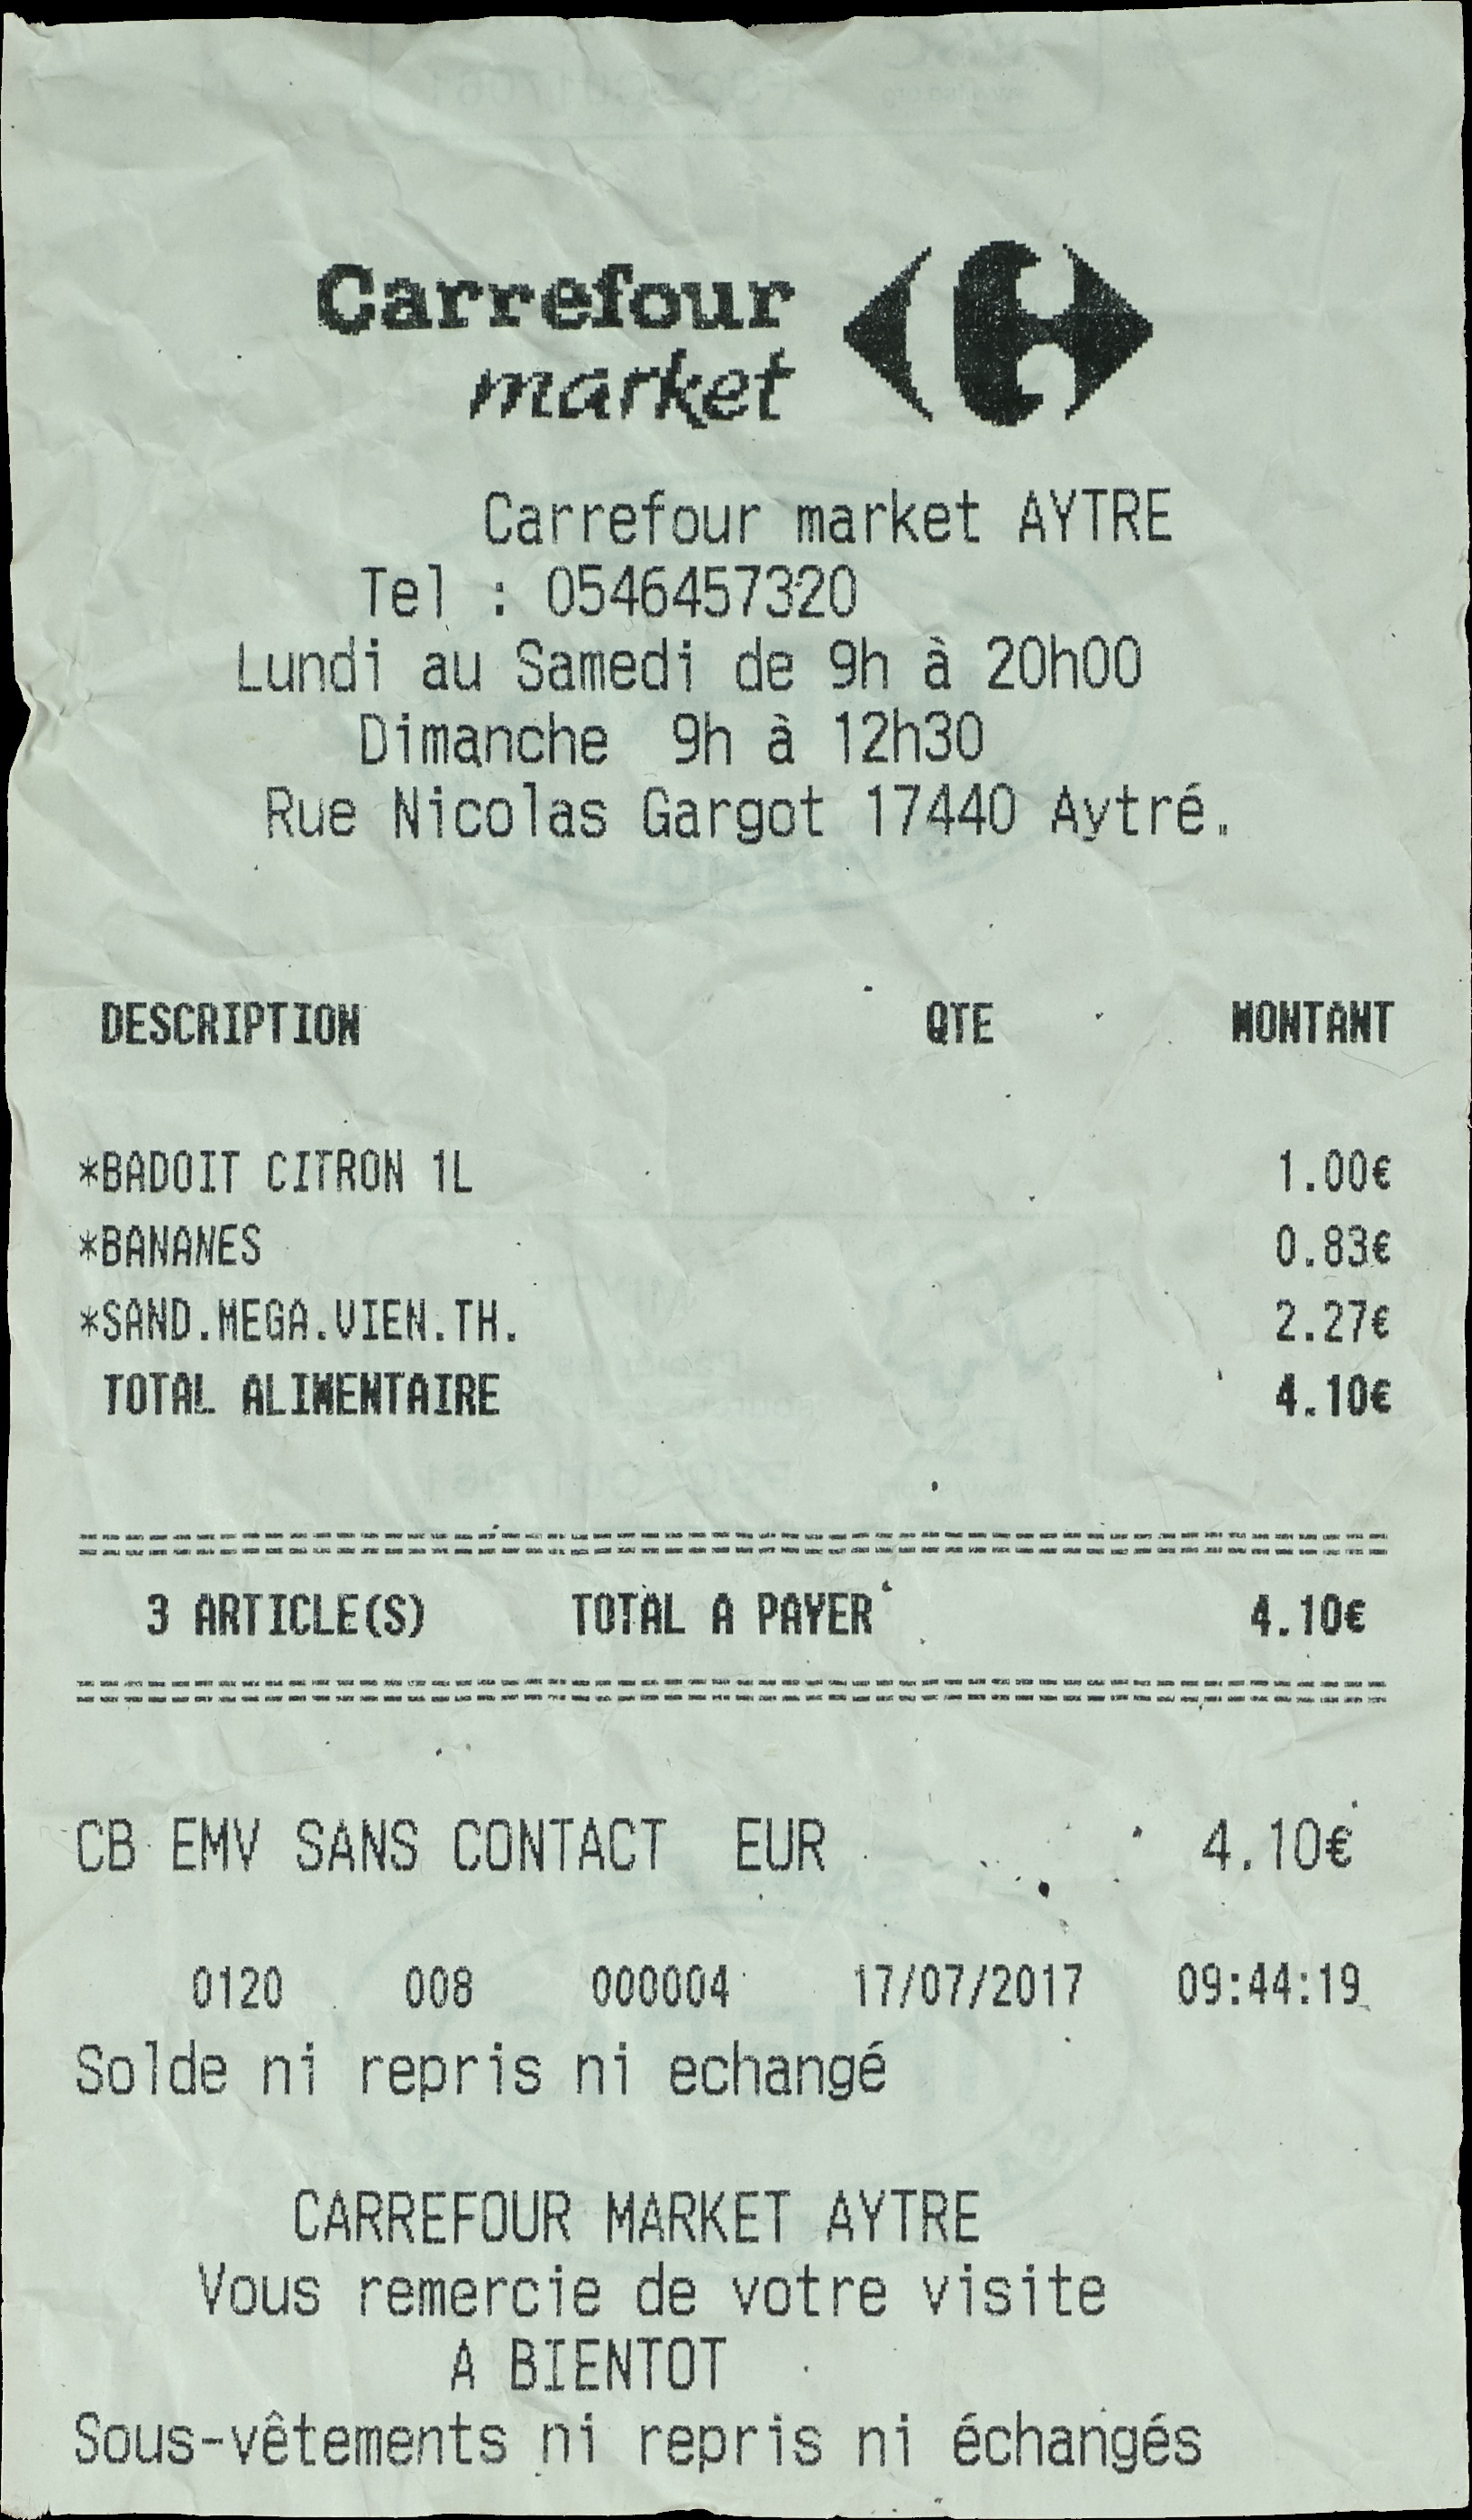 Carrefour
market
Carrefour market AYTRE
Tel : 0546457320
Lundi au Samedi de 9h à 20h00
Dimanche 9h à 12h30
Rue Nicolas Gargot 17440 Aytré.
DESCRIPTION QTE MONTANT
*BADOIT CITRON 1L 1.00€
*BANANES 0.83€
*SAND.MEGA.VIEN.TH. 2.27€
TOTAL ALIMENTAIRE 4.10€
3 ARTICLE(S) TOTAL A PAYER 4.10€
CB EMV SANS CONTACT EUR 4.10€
0120 008 000004 17/07/2017 09:44:19
Solde ni repris ni echangé
CARREFOUR MARKET AYTRE
Vous remercie de votre visite
A BIENTOT
Sous-vêtements ni repris ni échangés